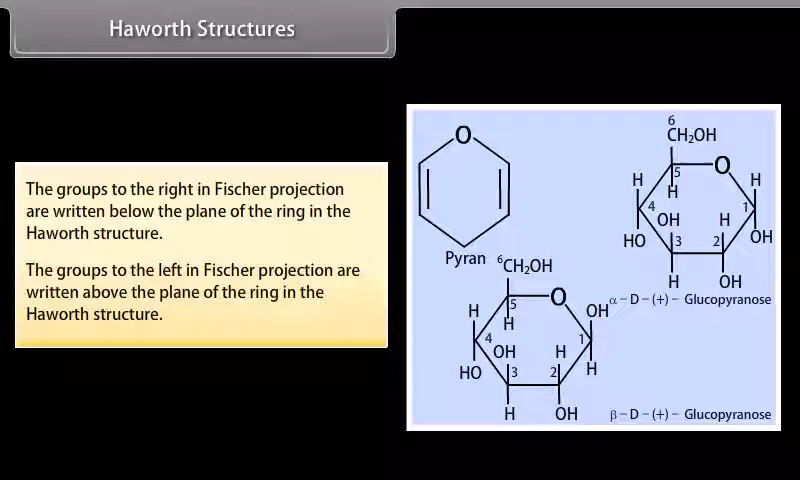 Haworth Structures
The groups to the right in Fischer projection
are written below the plane of the ring in the
Haworth structure.
The groups to the left in Fischer projection are
written above the plane of the ring in the
Haworth structure.
O
Pyran
6
CH₂OH
5
O
H
H
H
4
1
OH
H
HO
3
2
OH
H
OH
α – D – (+) – Glucopyranose
⁶CH₂OH
5
O
OH
H
H
4
1
OH
H
HO
3
2
H
H
OH
β – D – (+) – Glucopyranose